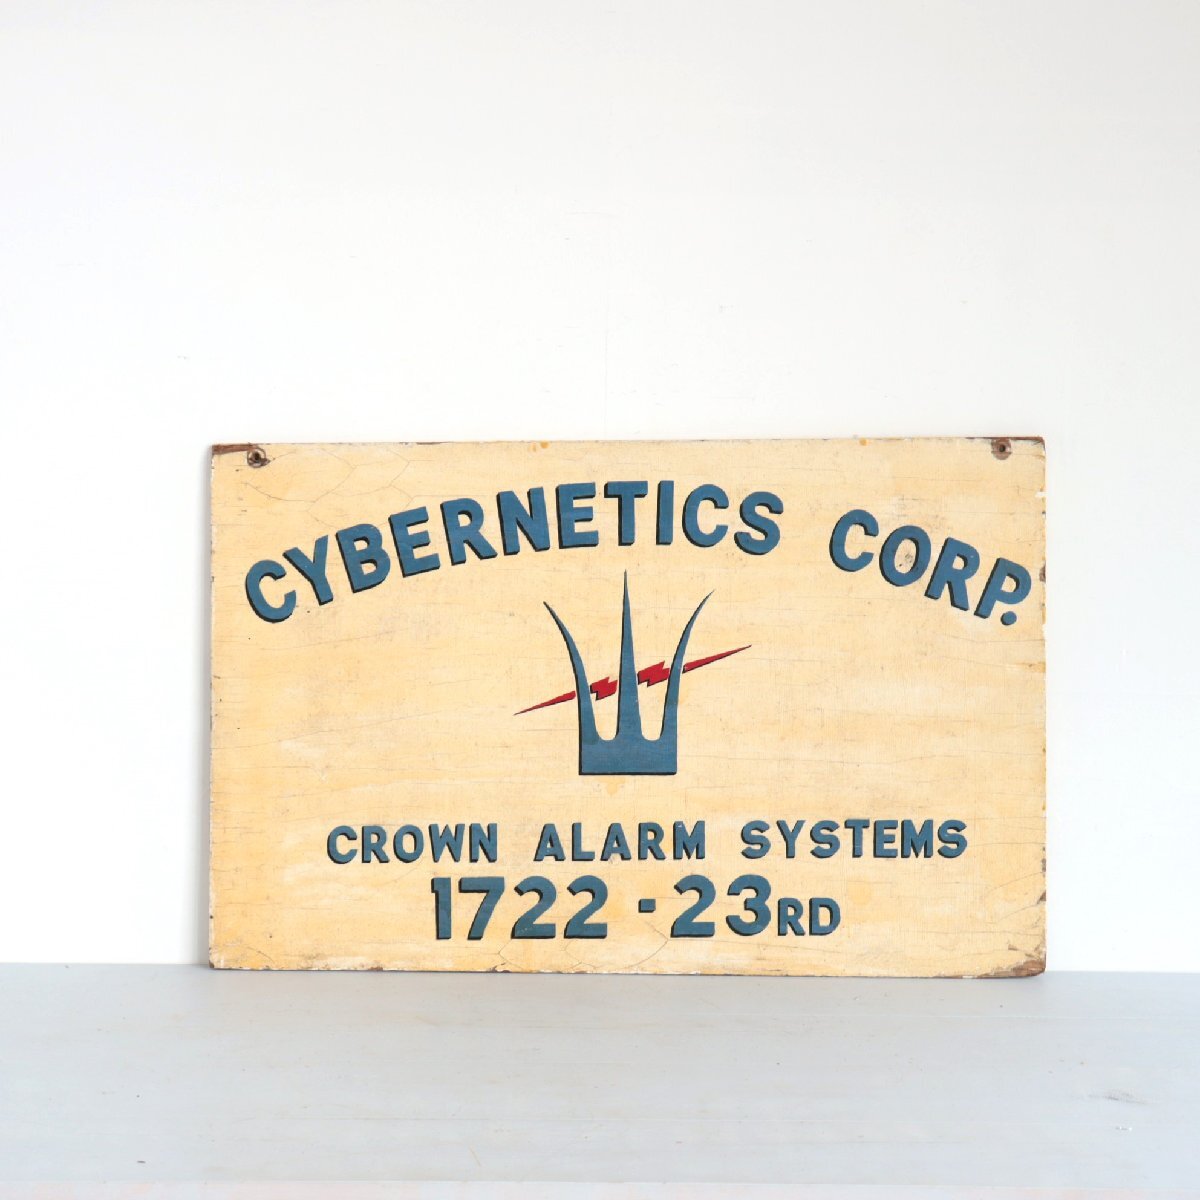 CYBERNETICS CORP.
CROWN ALARM SYSTEMS
1722 - 23RD